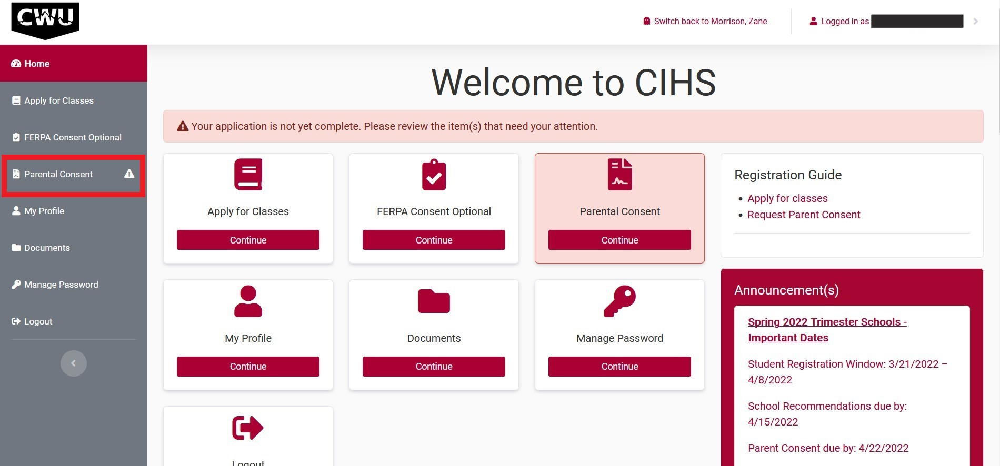 CWU
Switch back to Morrison, Zane
Logged in as
Home
Apply for Classes
FERPA Consent Optional
Parental Consent
My Profile
Documents
Manage Password
Logout
Welcome to CIHS
Your application is not yet complete. Please review the item(s) that need your attention.
Apply for Classes
Continue
FERPA Consent Optional
Continue
Parental Consent
Continue
My Profile
Continue
Documents
Continue
Manage Password
Continue
Logout
Registration Guide
• Apply for classes
• Request Parent Consent
Announcement(s)
Spring 2022 Trimester Schools -
Important Dates
Student Registration Window: 3/21/2022 –
4/8/2022
School Recommendations due by:
4/15/2022
Parent Consent due by: 4/22/2022